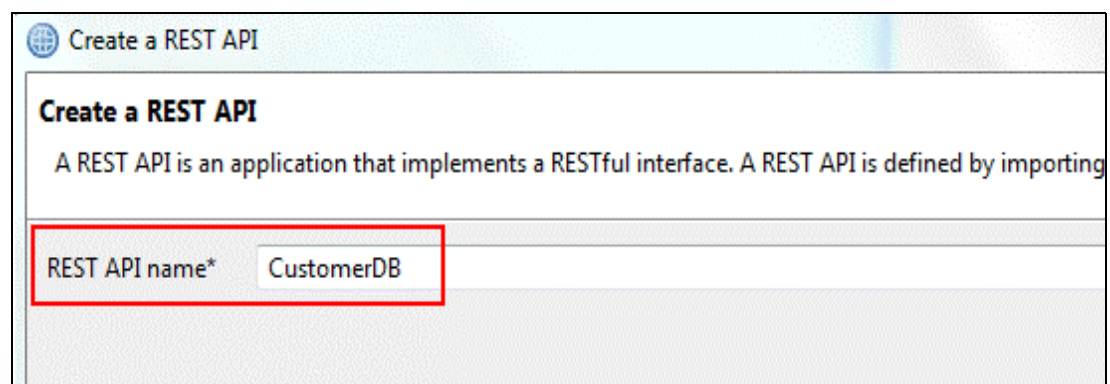 Create a REST API
Create a REST API
A REST API is an application that implements a RESTful interface. A REST API is defined by importing
REST API name* CustomerDB